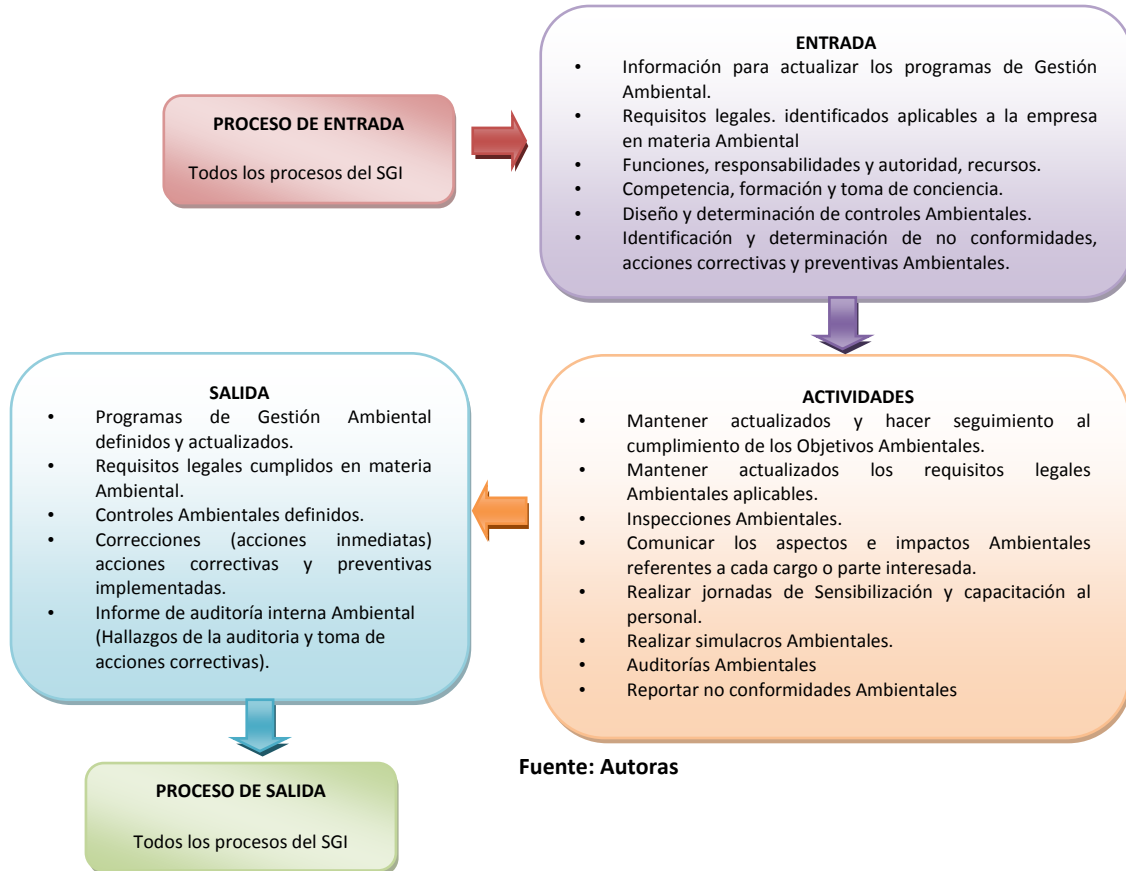 PROCESO DE ENTRADA
Todos los procesos del SGI
ENTRADA
• Información para actualizar los programas de Gestión
Ambiental.
• Requisitos legales. identificados aplicables a la empresa
en materia Ambiental
• Funciones, responsabilidades y autoridad, recursos.
• Competencia, formación y toma de conciencia.
• Diseño y determinación de controles Ambientales.
• Identificación y determinación de no conformidades,
acciones correctivas y preventivas Ambientales.
ACTIVIDADES
• Mantener actualizados y hacer seguimiento al
cumplimiento de los Objetivos Ambientales.
• Mantener actualizados los requisitos legales
Ambientales aplicables.
• Inspecciones Ambientales.
• Comunicar los aspectos e impactos Ambientales
referentes a cada cargo o parte interesada.
• Realizar jornadas de Sensibilización y capacitación al
personal.
• Realizar simulacros Ambientales.
• Auditorías Ambientales
• Reportar no conformidades Ambientales
SALIDA
• Programas de Gestión Ambiental
definidos y actualizados.
• Requisitos legales cumplidos en materia
Ambiental.
• Controles Ambientales definidos.
• Correcciones (acciones inmediatas)
acciones correctivas y preventivas
implementadas.
• Informe de auditoría interna Ambiental
(Hallazgos de la auditoria y toma de
acciones correctivas).
PROCESO DE SALIDA
Todos los procesos del SGI
Fuente: Autoras